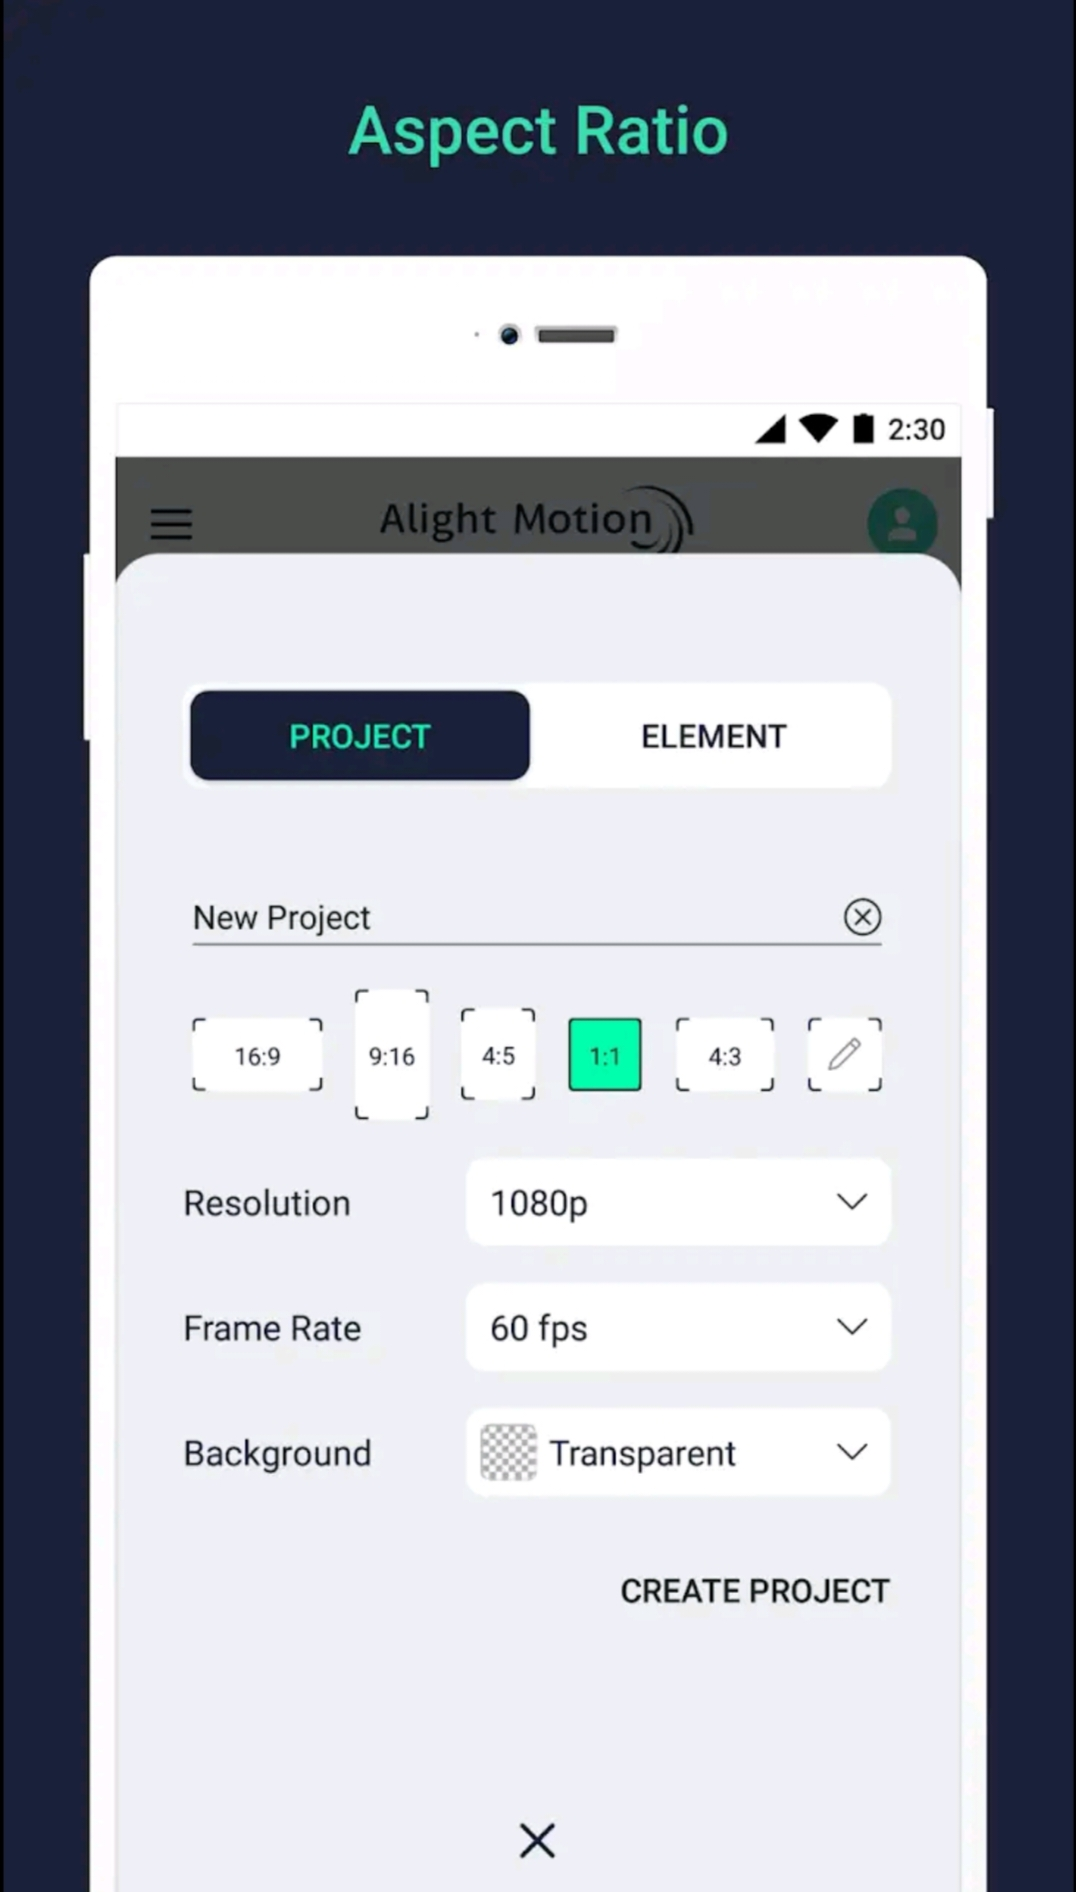 Aspect Ratio
2:30
Alight Motion
PROJECT ELEMENT
New Project
16:9 9:16 4:5 1:1 4:3
Resolution 1080p
Frame Rate 60 fps
Background Transparent
CREATE PROJECT